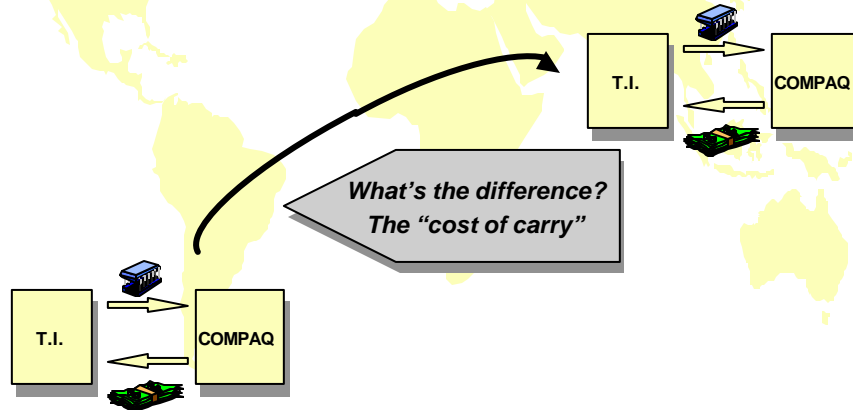 T.I.
COMPAQ
What’s the difference?
The “cost of carry”
T.I.
COMPAQ